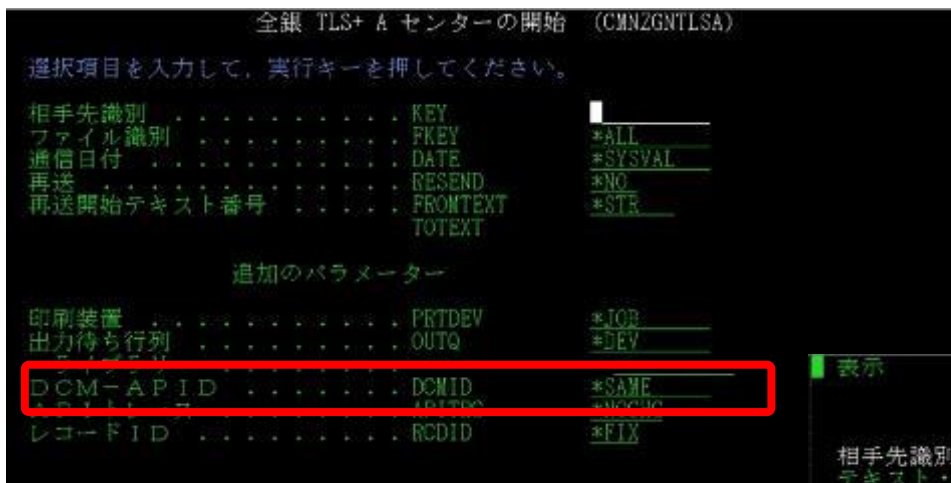 全銀 TLS+ A センターの開始 (CMNZGNTLSA)
選択項目を入力して,実行キーを押してください。
相手先識別 . . . . . . . . . . KEY
ファイル識別 . . . . . . . . . FKEY *ALL
通信日付 . . . . . . . . . . . DATE *SYSVAL
再送 . . . . . . . . . . . . . RESEND *NO
再送開始テキスト番号 . . . . . FROMTEXT *STR
TOTEXT
追加のパラメーター
印刷装置 . . . . . . . . . . . PRTDEV *JOB
出力待ち行列 . . . . . . . . . OUTQ *DEV
DCM-APID . . . . . . . DCMID *SAME
レコードID . . . . . . . . . RCDID *FIX
表示
相手先識別
テキスト・